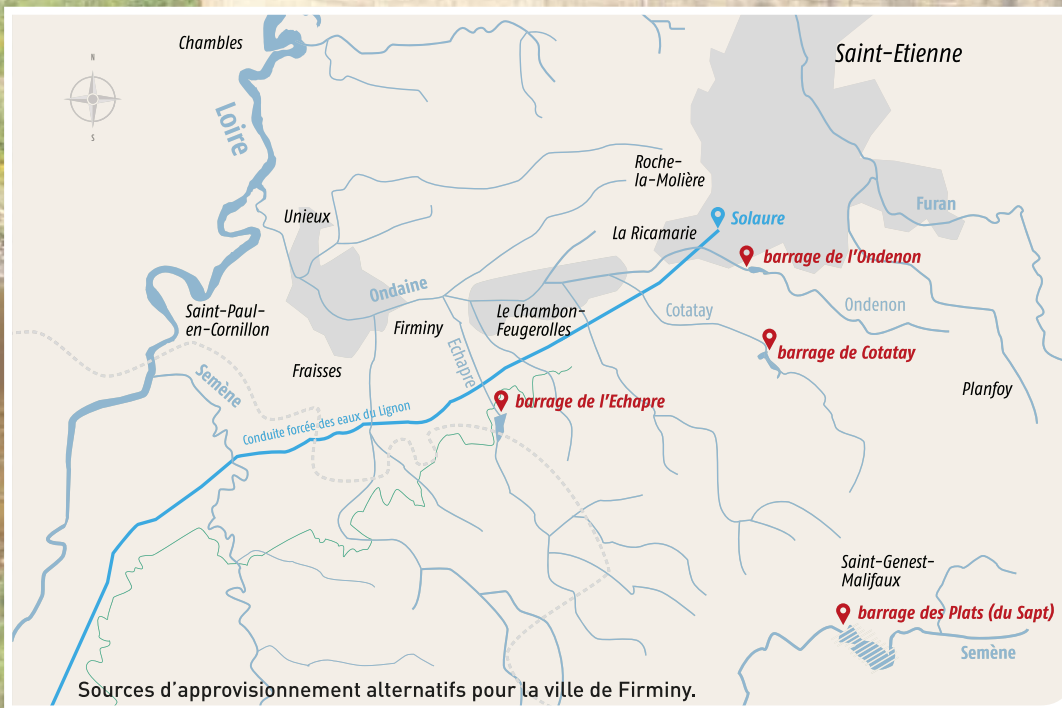 Chambles
Saint-Etienne
N
S
Loire
Roche-
la-Molière
Unieux
Solaure
Furan
La Ricamarie
barrage de l'Ondenon
Ondaine
Saint-Paul-
en-Cornillon
Firminy
Le Chambon-
Feugerolles
Cotatay
Ondenon
Echapre
barrage de Cotatay
Fraisses
Semène
Planfoy
barrage de l'Echapre
Conduite forcée des eaux du Lignon
Saint-Genest-
Malifaux
barrage des Plats (du Sapt)
Semène
Sources d'approvisionnement alternatifs pour la ville de Firminy.